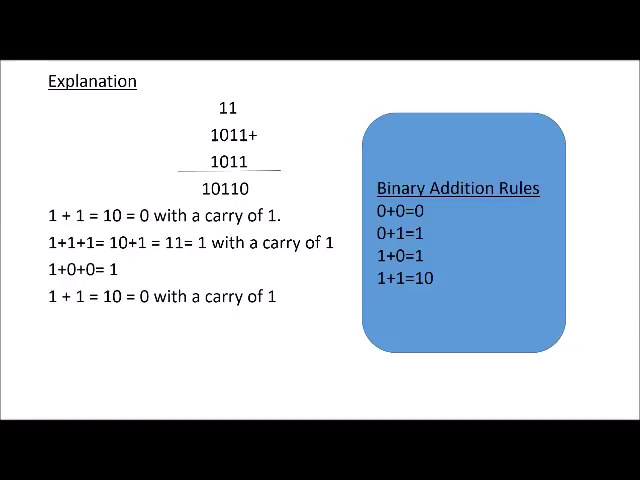 Explanation
11
1011+
1011
10110
1 + 1 = 10 = 0 with a carry of 1.
1+1+1= 10+1 = 11= 1 with a carry of 1
1+0+0= 1
1 + 1 = 10 = 0 with a carry of 1
Binary Addition Rules
0+0=0
0+1=1
1+0=1
1+1=10